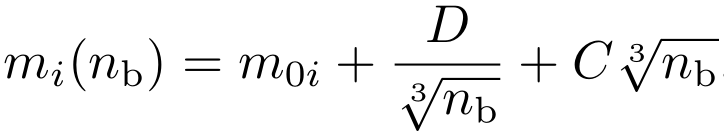 m_i(n_b) = m_{0i} + \frac{D}{\sqrt[3]{n_b}} + C\sqrt[3]{n_b}.